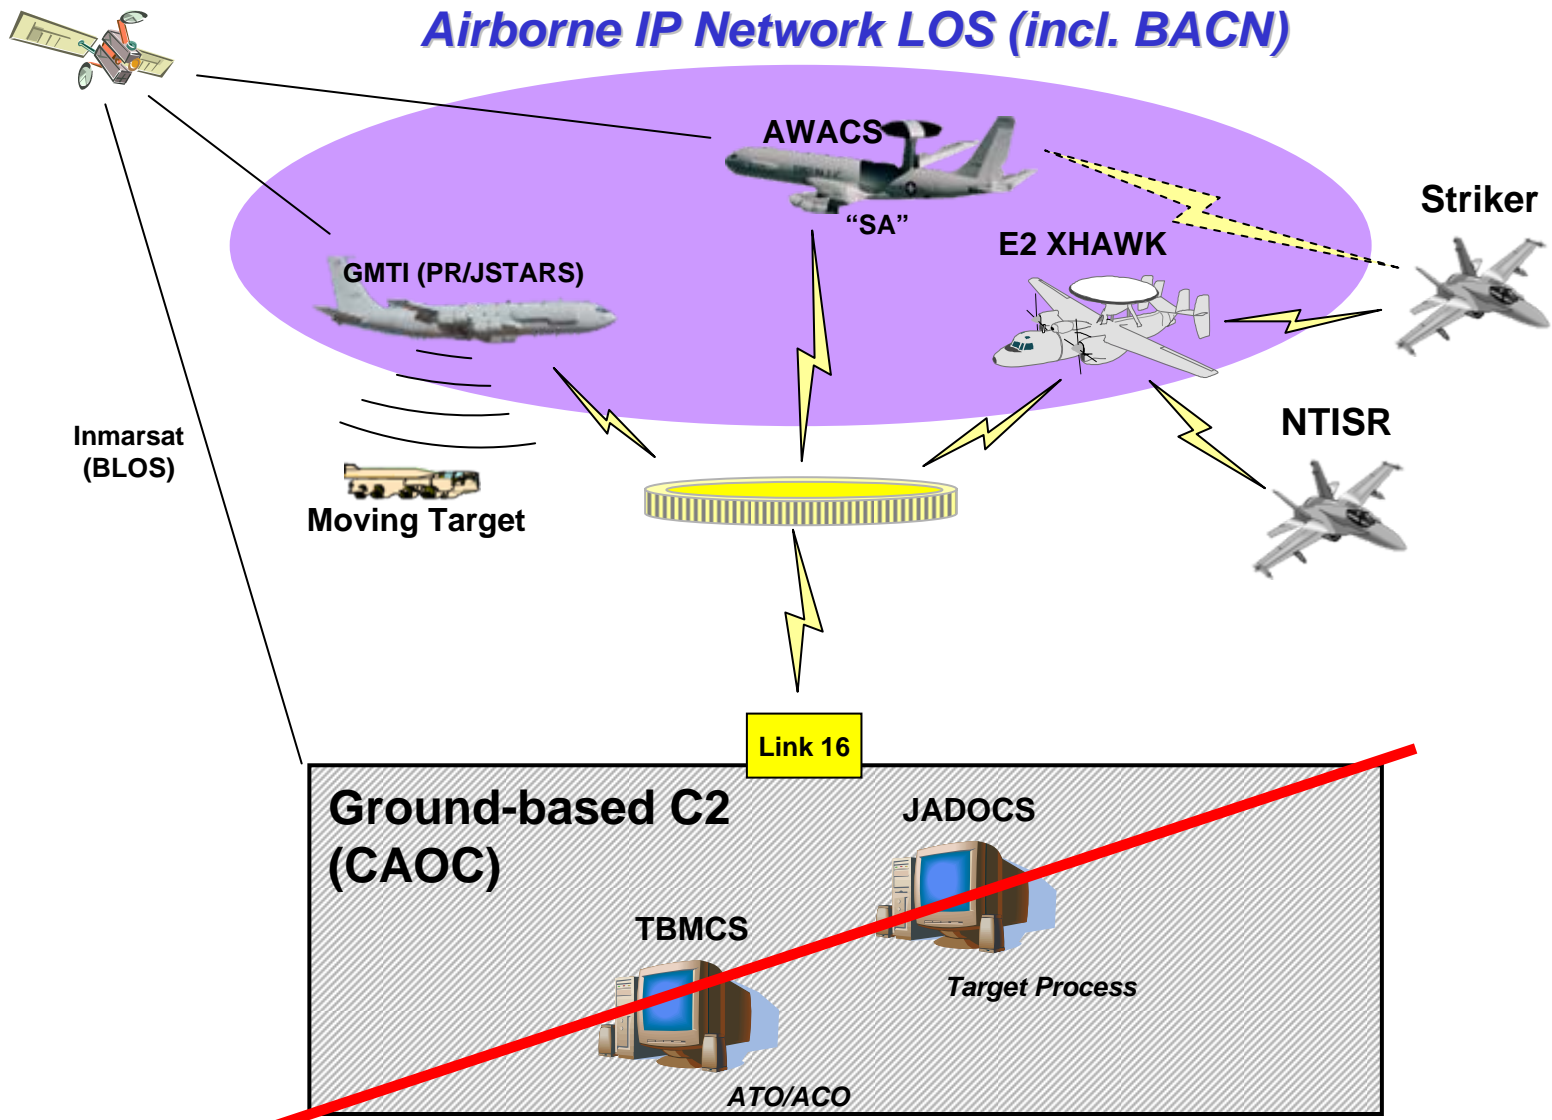 Airborne IP Network LOS (incl. BACN)
AWACS
“SA”
Striker
E2 XHAWK
GMTI (PR/JSTARS)
NTISR
Inmarsat
(BLOS)
Moving Target
Link 16
Ground-based C2
(CAOC)
JADOCS
TBMCS
Target Process
ATO/ACO